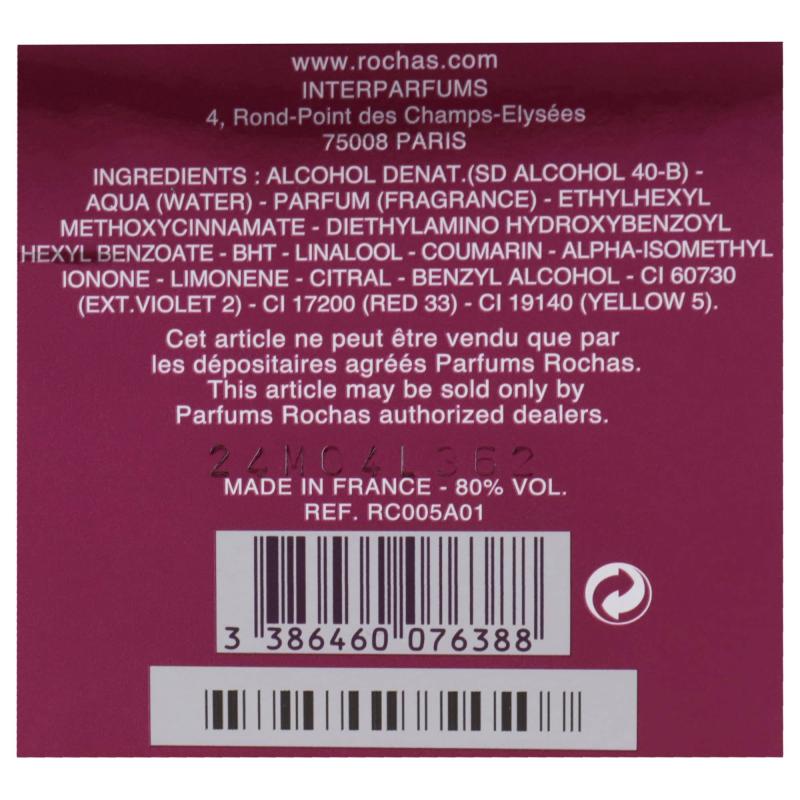 www.rochas.com
INTERPARFUMS
4, Rond-Point des Champs-Elysées
75008 PARIS
INGREDIENTS : ALCOHOL DENAT.(SD ALCOHOL 40-B) -
AQUA (WATER) - PARFUM (FRAGRANCE) - ETHYLHEXYL
METHOXYCINNAMATE - DIETHYLAMINO HYDROXYBENZOYL
HEXYL BENZOATE - BHT - LINALOOL - COUMARIN - ALPHA-ISOMETHYL
IONONE - LIMONENE - CITRAL - BENZYL ALCOHOL - CI 60730
(EXT.VIOLET 2) - CI 17200 (RED 33) - CI 19140 (YELLOW 5).
Cet article ne peut être vendu que par
les dépositaires agréés Parfums Rochas.
This article may be sold only by
Parfums Rochas authorized dealers.
24M04L362
MADE IN FRANCE - 80% VOL.
REF. RC005A01
3 386460 076388